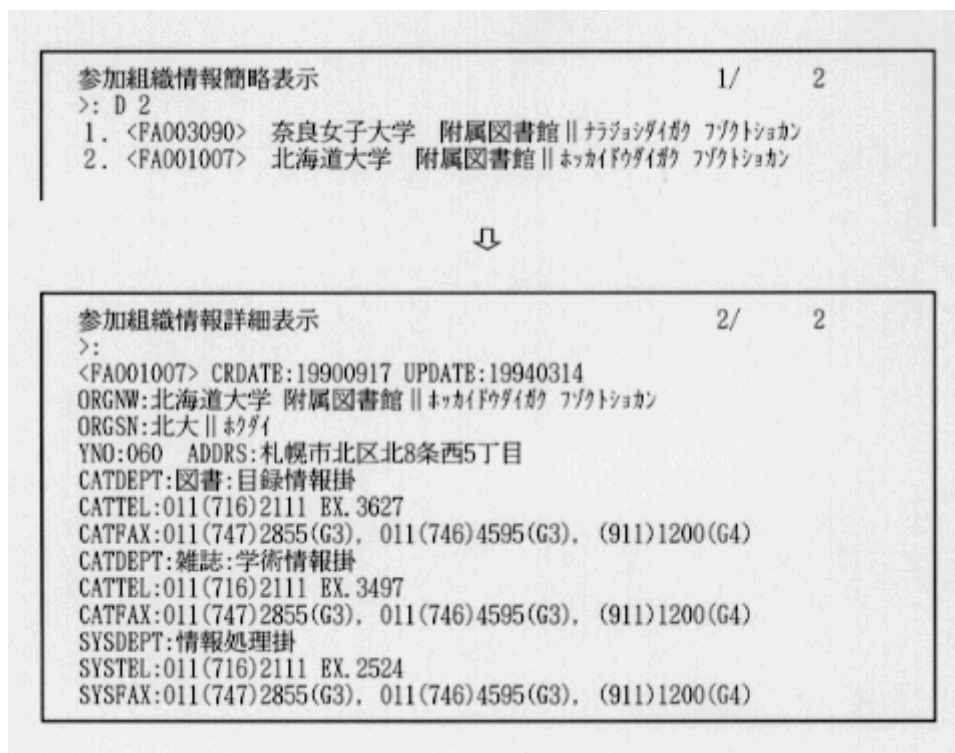 参加組織情報簡略表示 1/ 2
>: D 2
1. <FA003090> 奈良女子大学 附属図書館‖ﾅﾗｼﾞｮｼﾀﾞｲｶﾞｸ ﾌｿﾞｸﾄｼｮｶﾝ
2. <FA001007> 北海道大学 附属図書館‖ﾎｯｶｲﾄﾞｳﾀﾞｲｶﾞｸ ﾌｿﾞｸﾄｼｮｶﾝ
⇩
参加組織情報詳細表示 2/ 2
>:
<FA001007> CRDATE:19900917 UPDATE:19940314
ORGNW:北海道大学 附属図書館‖ﾎｯｶｲﾄﾞｳﾀﾞｲｶﾞｸ ﾌｿﾞｸﾄｼｮｶﾝ
ORGSN:北大‖ﾎｸﾀﾞｲ
YNO:060 ADDRS:札幌市北区北8条西5丁目
CATDEPT:図書:目録情報掛
CATTEL:011(716)2111 EX.3627
CATFAX:011(747)2855(G3), 011(746)4595(G3), (911)1200(G4)
CATDEPT:雑誌:学術情報掛
CATTEL:011(716)2111 EX.3497
CATFAX:011(747)2855(G3), 011(746)4595(G3), (911)1200(G4)
SYSDEPT:情報処理掛
SYSTEL:011(716)2111 EX.2524
SYSFAX:011(747)2855(G3), 011(746)4595(G3), (911)1200(G4)